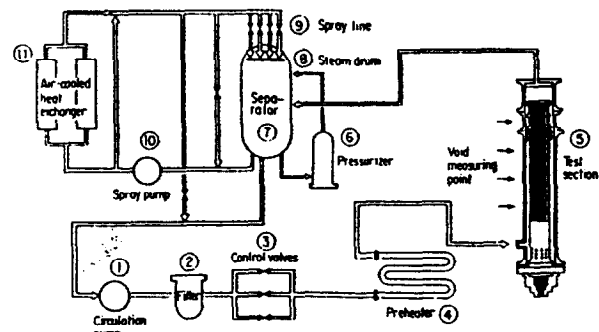 11
Air-cooled
heat
exchanger
9 Spray line
8 Steam drum
Sepa-
rator
7
6
Pressurizer
10
Spray pump
Void
measuring
point
5
Test
section
1
Circulation
2
Filter
3
Control valves
Preheater 4